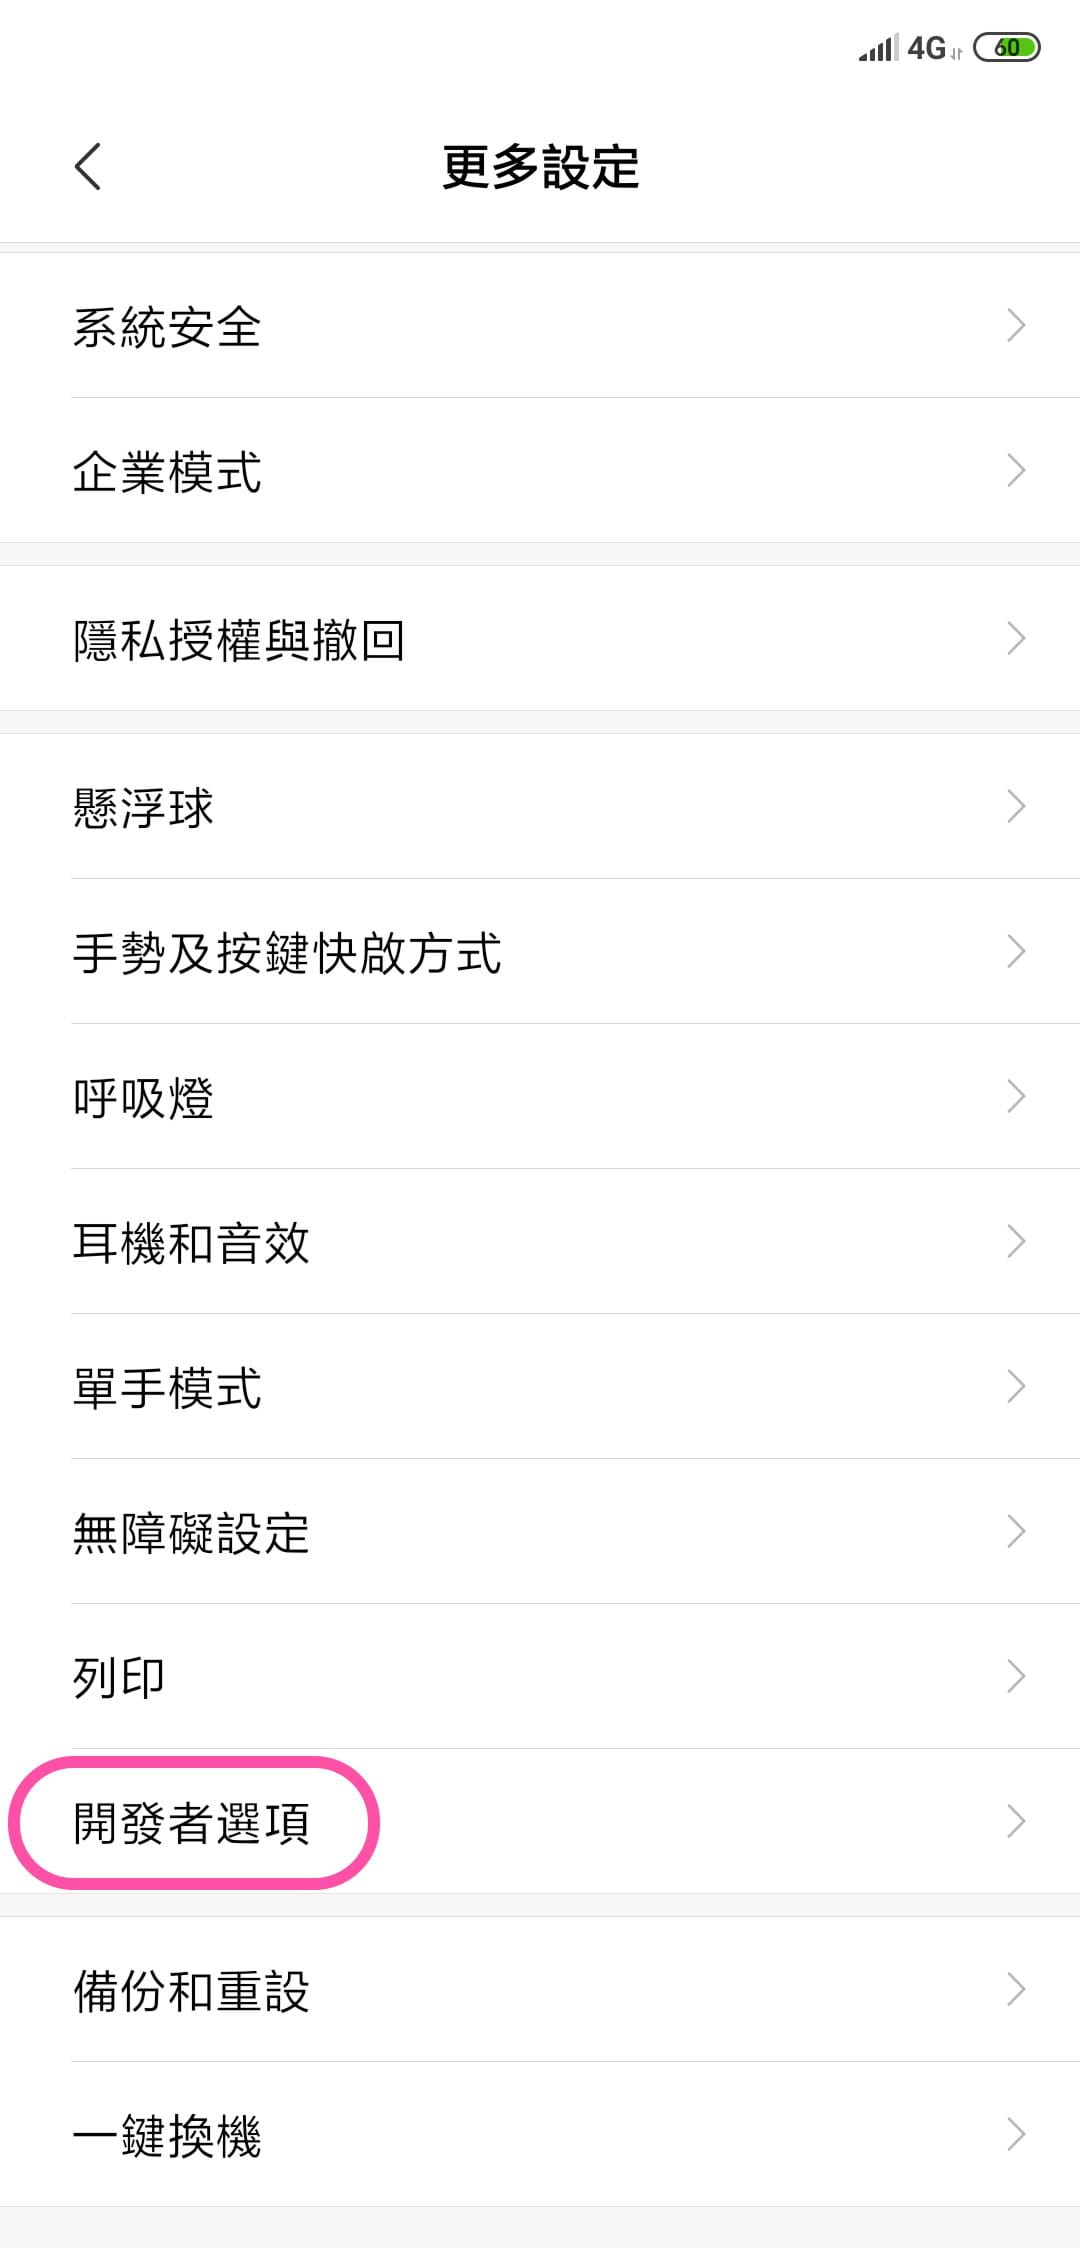 4G 60
更多設定
系統安全
企業模式
隱私授權與撤回
懸浮球
手勢及按鍵快啟方式
呼吸燈
耳機和音效
單手模式
無障礙設定
列印
開發者選項
備份和重設
一鍵換機